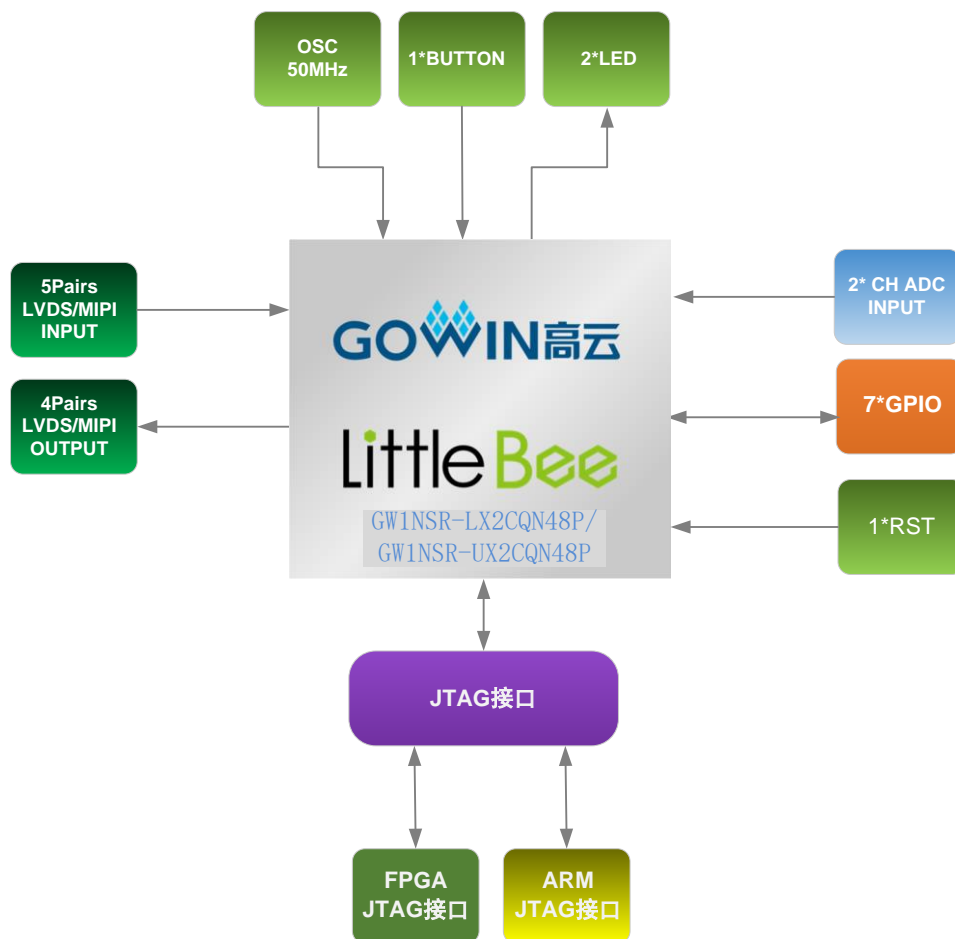 OSC
50MHz
1*BUTTON
2*LED
5Pairs
LVDS/MIPI
INPUT
2* CH ADC
INPUT
GOWIN高云
4Pairs
LVDS/MIPI
OUTPUT
7*GPIO
LittleBee
GW1NSR-LX2CQN48P/
GW1NSR-UX2CQN48P
1*RST
JTAG接口
FPGA
JTAG接口
ARM
JTAG接口